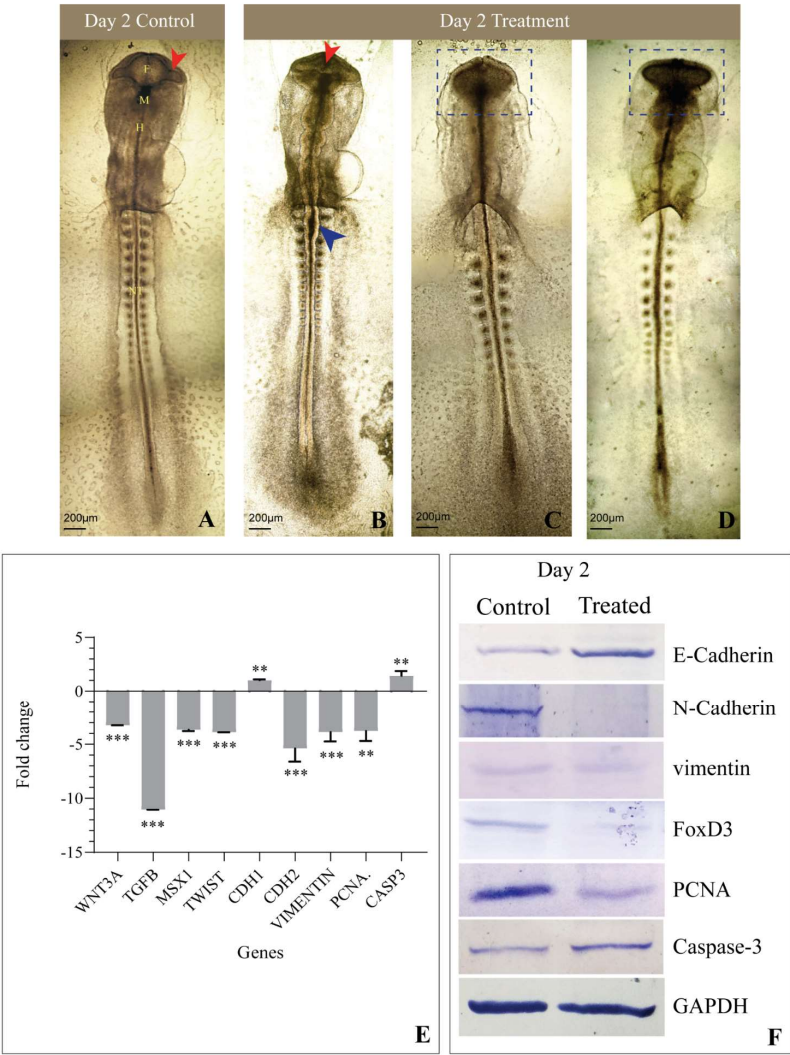 Day 2 Control
Day 2 Treatment
F
M
H
NT
200µm
A
200µm
B
200µm
C
200µm
D
5
0
-5
-10
-15
Fold change
**
**
***
***
***
***
***
***
**
WNT3A
TGFB
MSX1
TWIST
CDH1
CDH2
VIMENTIN
PCNA.
CASP3
Genes
E
Day 2
Control Treated
E-Cadherin
N-Cadherin
vimentin
FoxD3
PCNA
Caspase-3
GAPDH
F